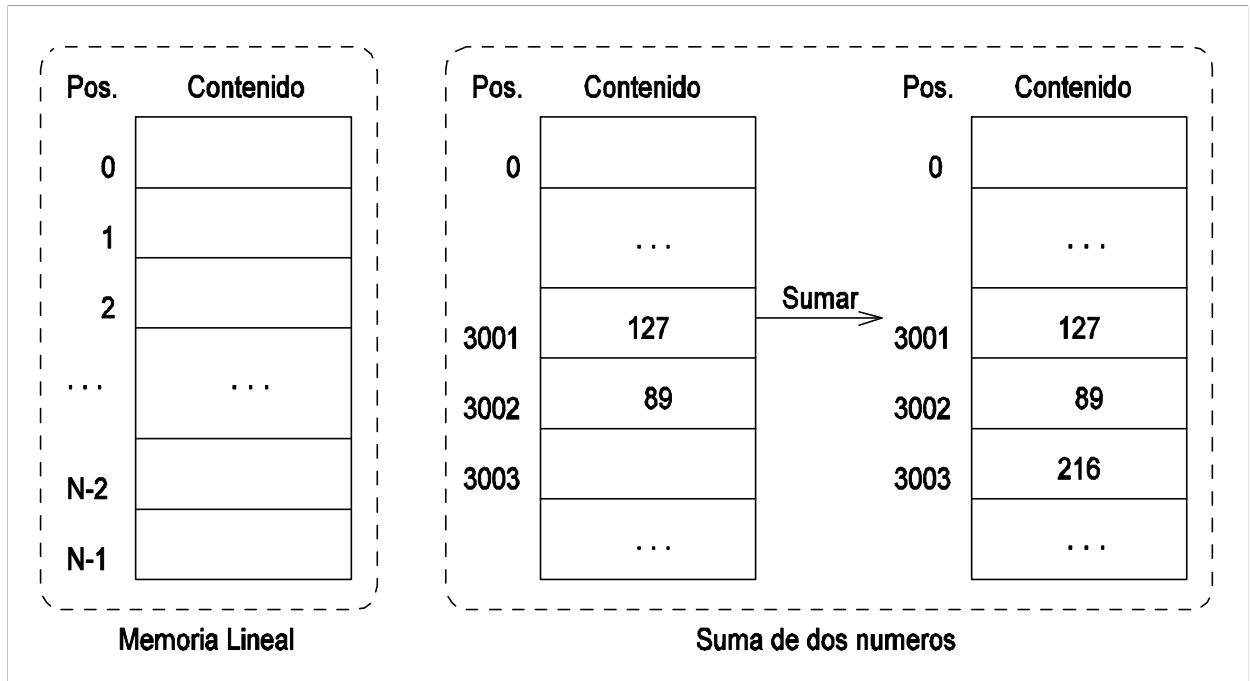 Pos. Contenido
0
1
2
. . . . . .
N-2
N-1
Memoria Lineal
Pos. Contenido
0
. . .
3001 127
3002 89
3003
. . .
Sumar
Pos. Contenido
0
. . .
3001 127
3002 89
3003 216
. . .
Suma de dos numeros